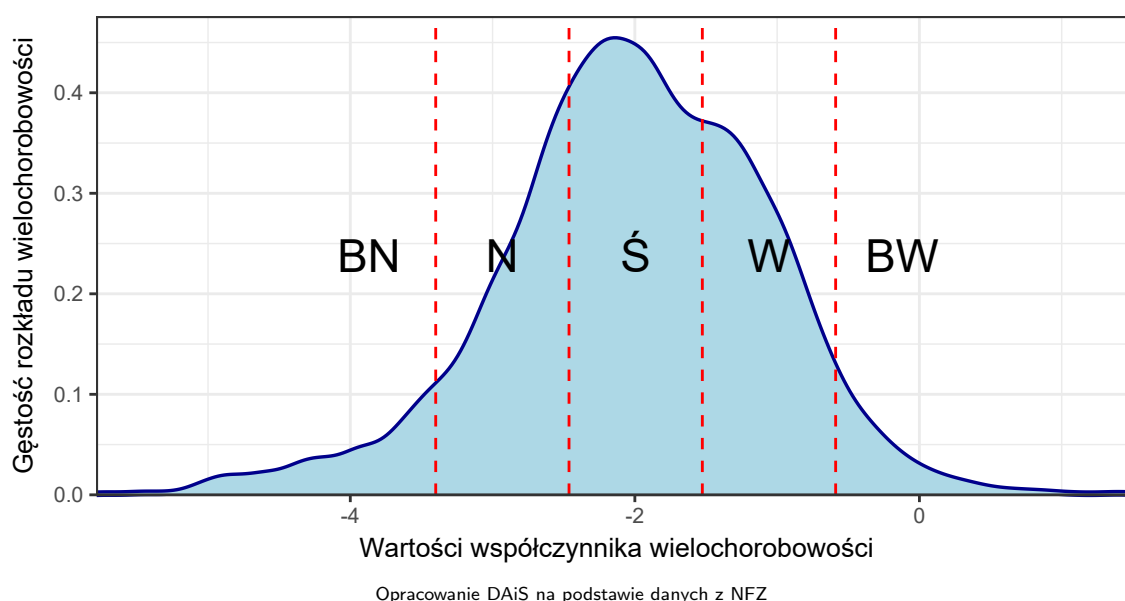 Gęstość rozkładu wielochorobowości
0.4
0.3
0.2
0.1
0.0
BN N Ś W BW
-4 -2 0
Wartości współczynnika wielochorobowości
Opracowanie DAiS na podstawie danych z NFZ